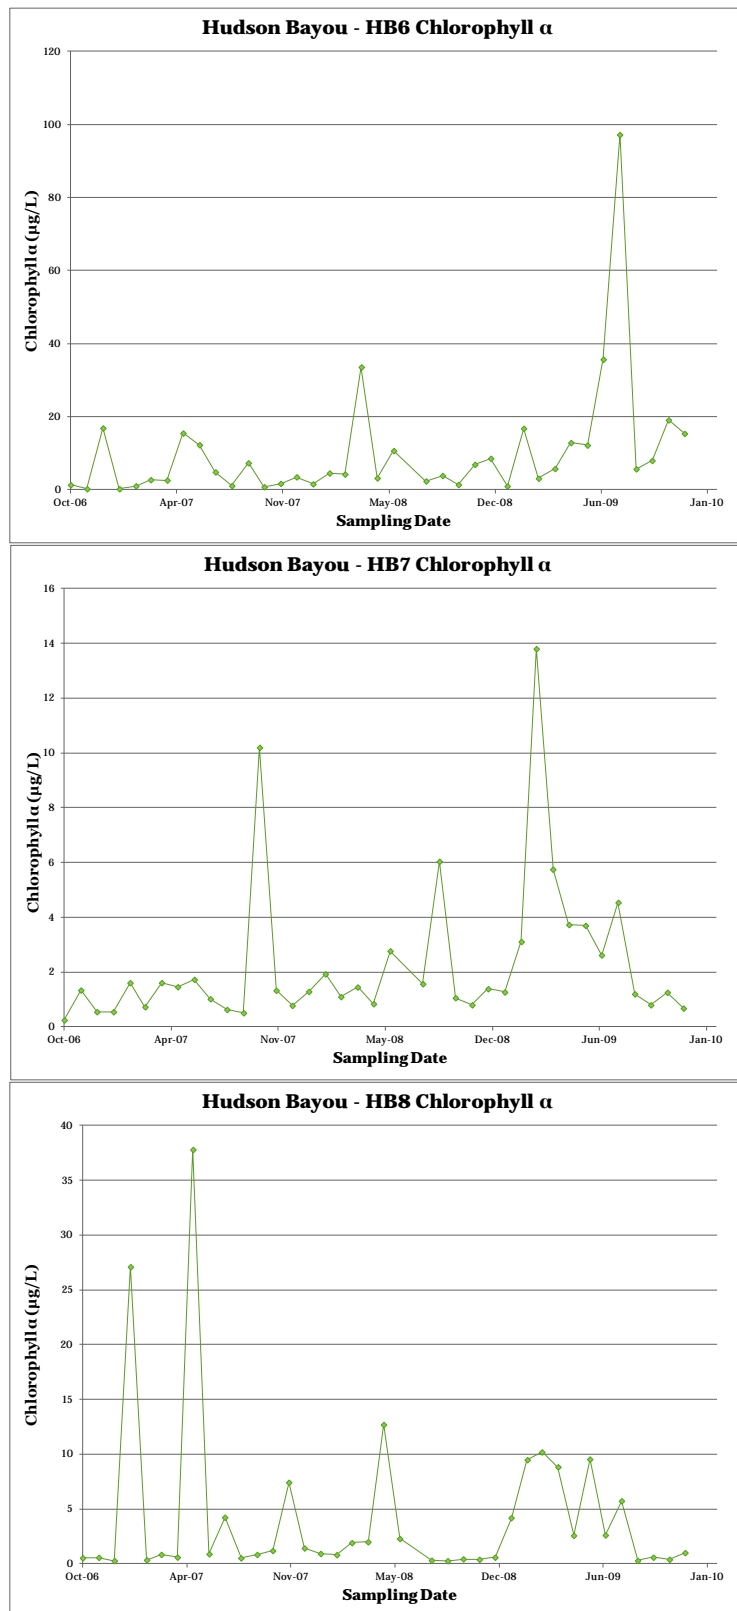 Hudson Bayou - HB6 Chlorophyll α
120
100
80
60
40
20
0
Chlorophyll α (µg/L)
Oct-06 Apr-07 Nov-07 May-08 Dec-08 Jun-09 Jan-10
Sampling Date
Hudson Bayou - HB7 Chlorophyll α
16
14
12
10
8
6
4
2
0
Chlorophyll α (µg/L)
Oct-06 Apr-07 Nov-07 May-08 Dec-08 Jun-09 Jan-10
Sampling Date
Hudson Bayou - HB8 Chlorophyll α
40
35
30
25
20
15
10
5
0
Chlorophyll α (µg/L)
Oct-06 Apr-07 Nov-07 May-08 Dec-08 Jun-09 Jan-10
Sampling Date